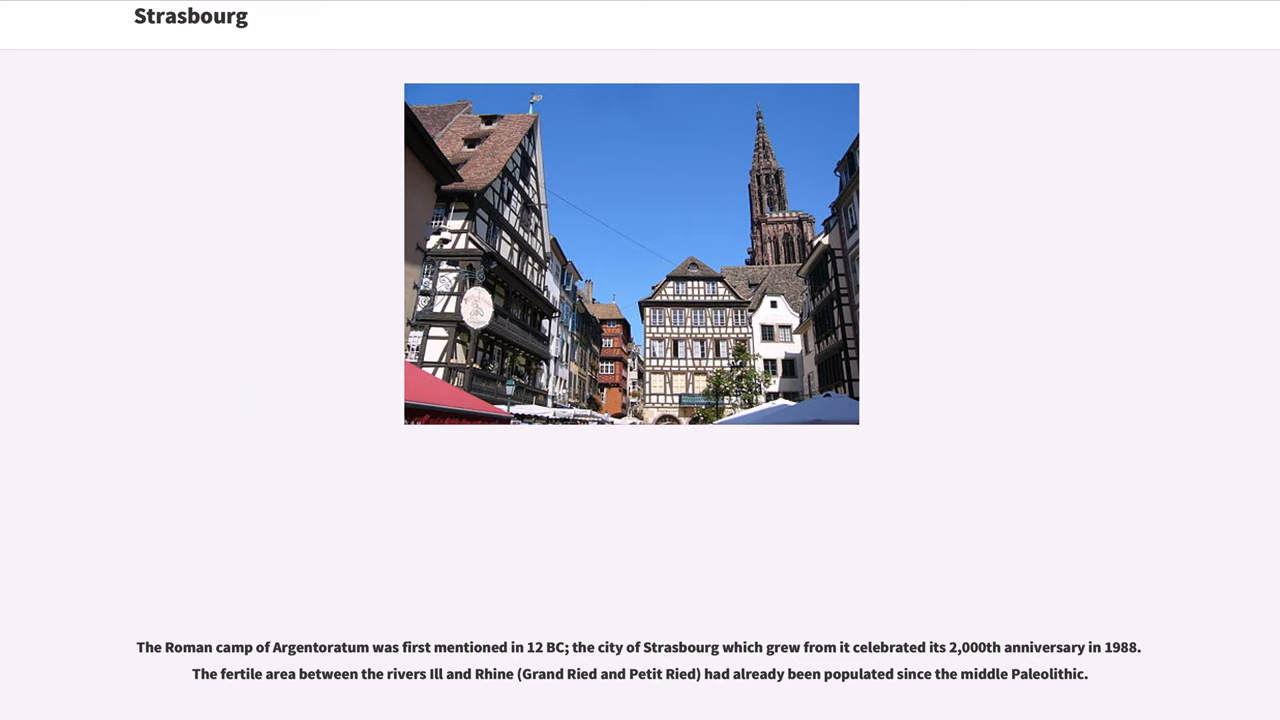 Strasbourg
The Roman camp of Argentoratum was first mentioned in 12 BC; the city of Strasbourg which grew from it celebrated its 2,000th anniversary in 1988.
The fertile area between the rivers Ill and Rhine (Grand Ried and Petit Ried) had already been populated since the middle Paleolithic.